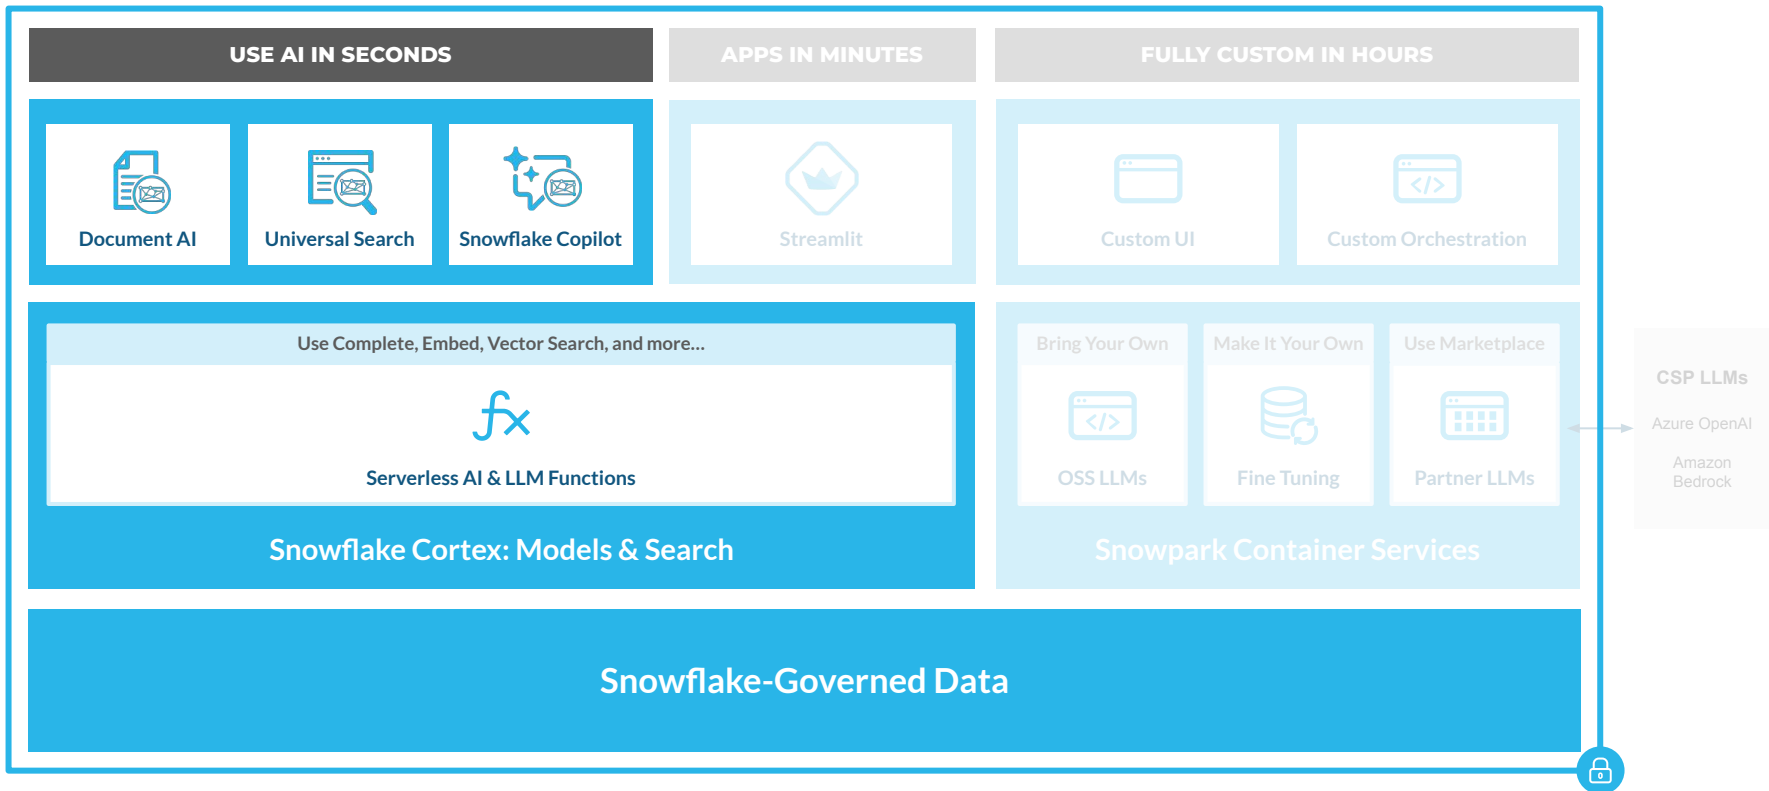 USE AI IN SECONDS
APPS IN MINUTES
FULLY CUSTOM IN HOURS
Document AI
Universal Search
Snowflake Copilot
Streamlit
Custom UI
Custom Orchestration
Use Complete, Embed, Vector Search, and more...
Serverless AI & LLM Functions
Snowflake Cortex: Models & Search
Bring Your Own
Make It Your Own
Use Marketplace
OSS LLMs
Fine Tuning
Partner LLMs
Snowpark Container Services
CSP LLMs
Azure OpenAI
Amazon
Bedrock
Snowflake-Governed Data